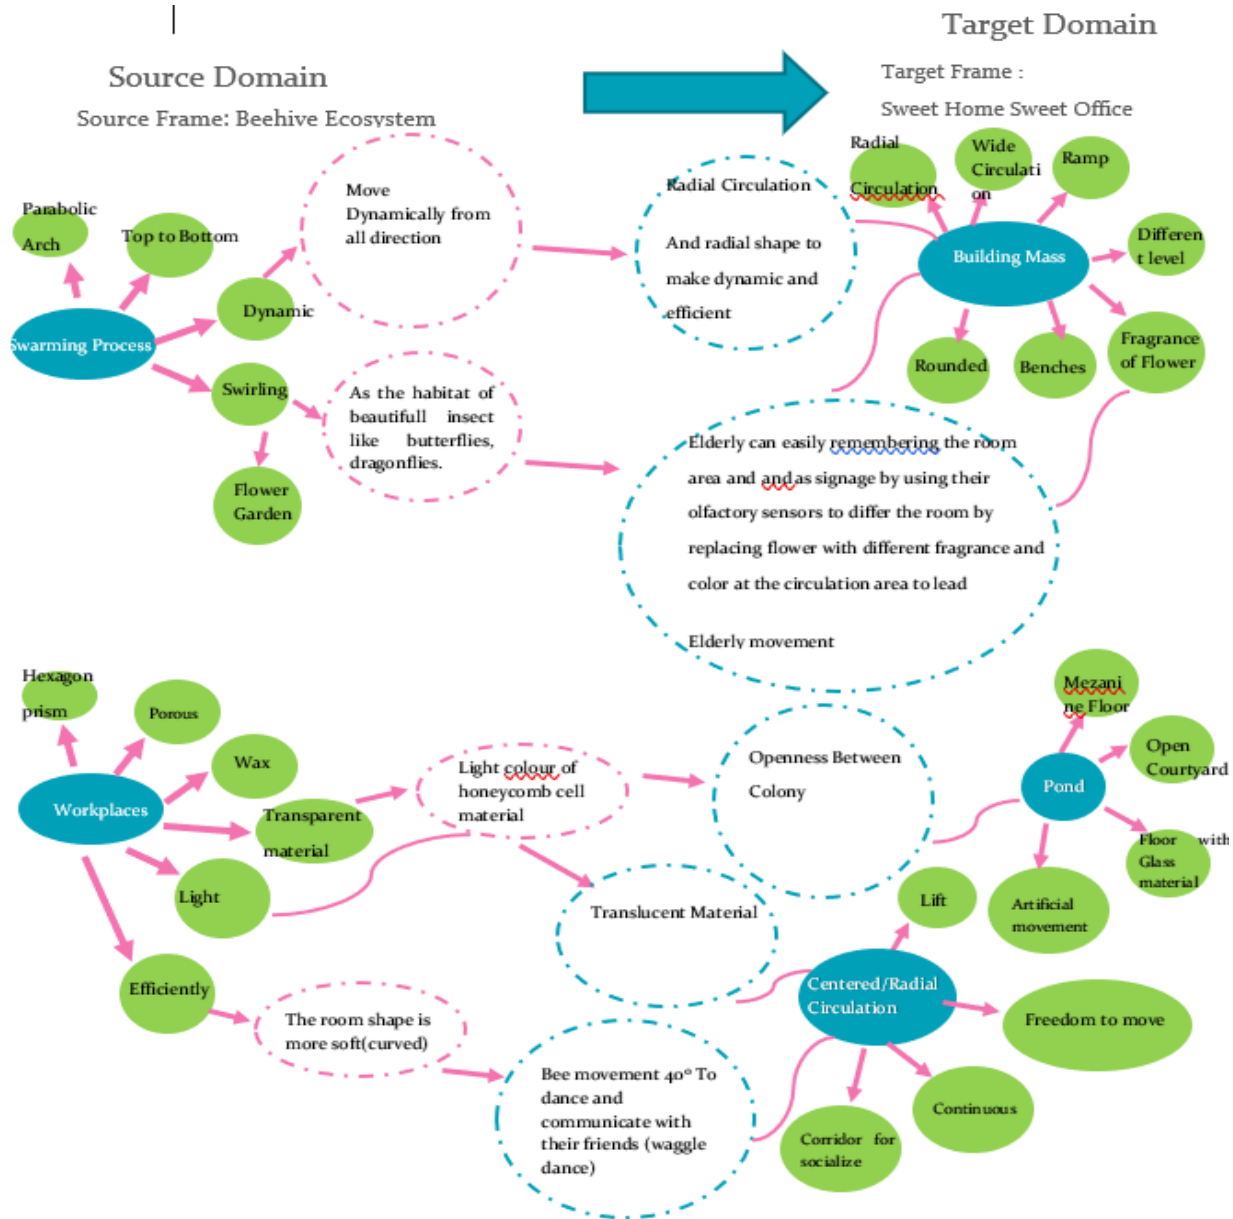 Target Domain
Source Domain
Target Frame :
Source Frame: Beehive Ecosystem
Sweet Home Sweet Office
Parabolic
Arch
Top to Bottom
Dynamic
Swarming Process
Swirling
Flower
Garden
Move
Dynamically from
all direction
As the habitat of
beautifull insect
like butterflies,
dragonflies.
Radial Circulation
And radial shape to
make dynamic and
efficient
Radial
Circulation
Wide
Circulati
on
Ramp
Building Mass
Differen
t level
Rounded
Benches
Fragrance
of Flower
Elderly can easily remembering the room
area and and as signage by using their
olfactory sensors to differ the room by
replacing flower with different fragrance and
color at the circulation area to lead
Elderly movement
Hexagon
prism
Porous
Wax
Workplaces
Transparent
material
Light
Efficiently
Light colour of
honeycomb cell
material
The room shape is
more soft(curved)
Openness Between
Colony
Translucent Material
Bee movement 40° To
dance and
communicate with
their friends (waggle
dance)
Mezani
ne Floor
Open
Courtyard
Pond
Floor with
Glass
material
Artificial
movement
Lift
Centered/Radial
Circulation
Freedom to move
Continuous
Corridor for
socialize